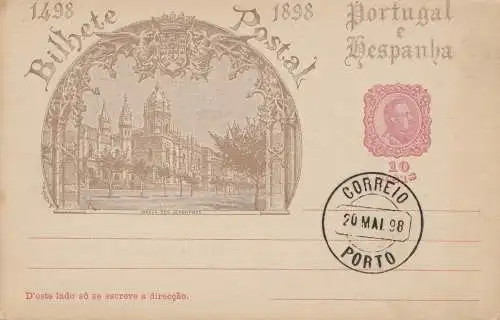 1498 1898
Bilhete Postal
Portugal
e
Hespanha
10
CORREIO
20 MAI 98
PORTO
D'este lado só se escreve a direcção.